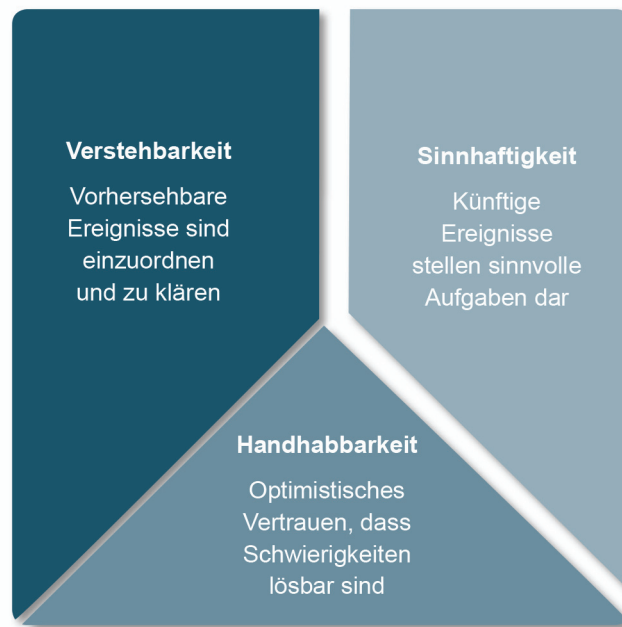 Verstehbarkeit
Vorhersehbare
Ereignisse sind
einzuordnen
und zu klären
Sinnhaftigkeit
Künftige
Ereignisse
stellen sinnvolle
Aufgaben dar
Handhabbarkeit
Optimistisches
Vertrauen, dass
Schwierigkeiten
lösbar sind